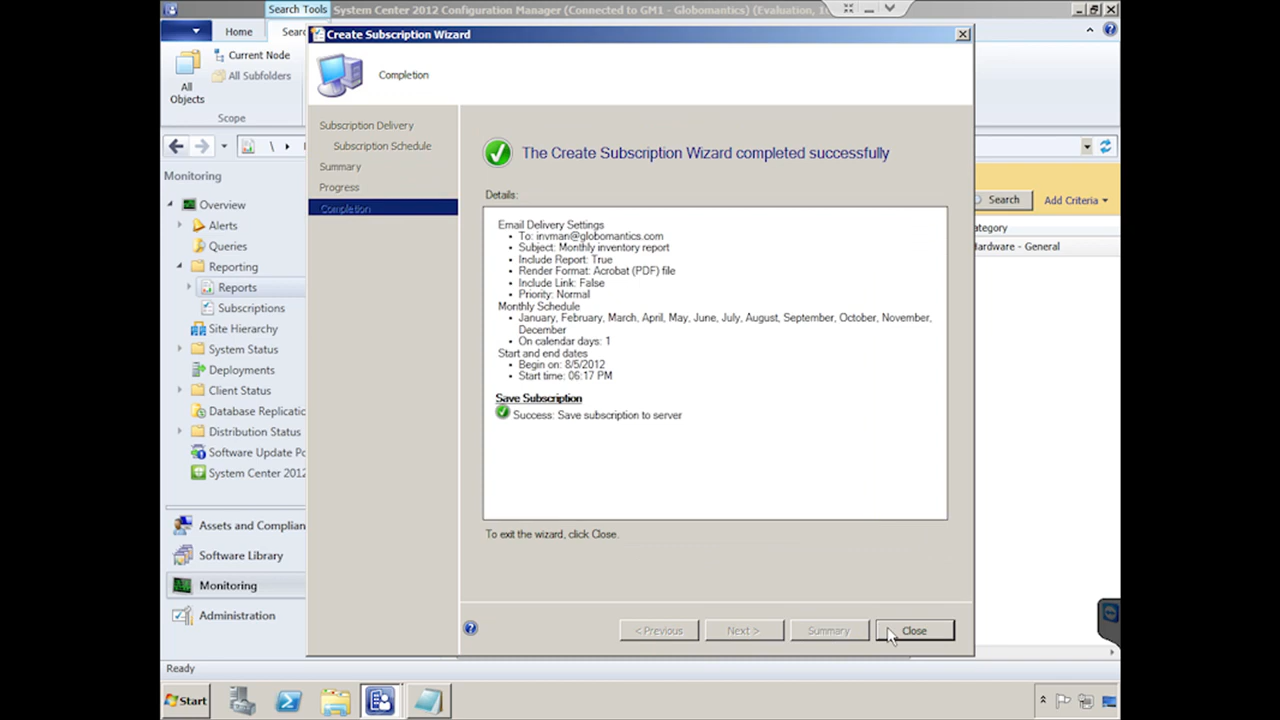 Search Tools
System Center 2012 Configuration Manager (Connected to GM1 - Globomantics) (Evaluation,
Home
Sear
Create Subscription Wizard
Completion
Current Node
All Subfolders
All
Objects
Scope
\
Monitoring
Overview
Alerts
Queries
Reporting
Reports
Subscriptions
Site Hierarchy
System Status
Deployments
Client Status
Database Replicatio
Distribution Status
Software Update Po
System Center 2012
Assets and Complian
Software Library
Monitoring
Administration
Ready
Subscription Delivery
Subscription Schedule
Summary
Progress
Completion
The Create Subscription Wizard completed successfully
Details:
Email Delivery Settings
• To: invman@globomantics.com
• Subject: Monthly inventory report
• Include Report: True
• Render Format: Acrobat (PDF) file
• Include Link: False
• Priority: Normal
Monthly Schedule
• January, February, March, April, May, June, July, August, September, October, November,
December
• On calendar days: 1
Start and end dates
• Begin on: 8/5/2012
• Start time: 06:17 PM
Save Subscription
Success: Save subscription to server
To exit the wizard, click Close.
< Previous
Next >
Summary
Close
Search
Add Criteria
ategory
ardware - General
Start